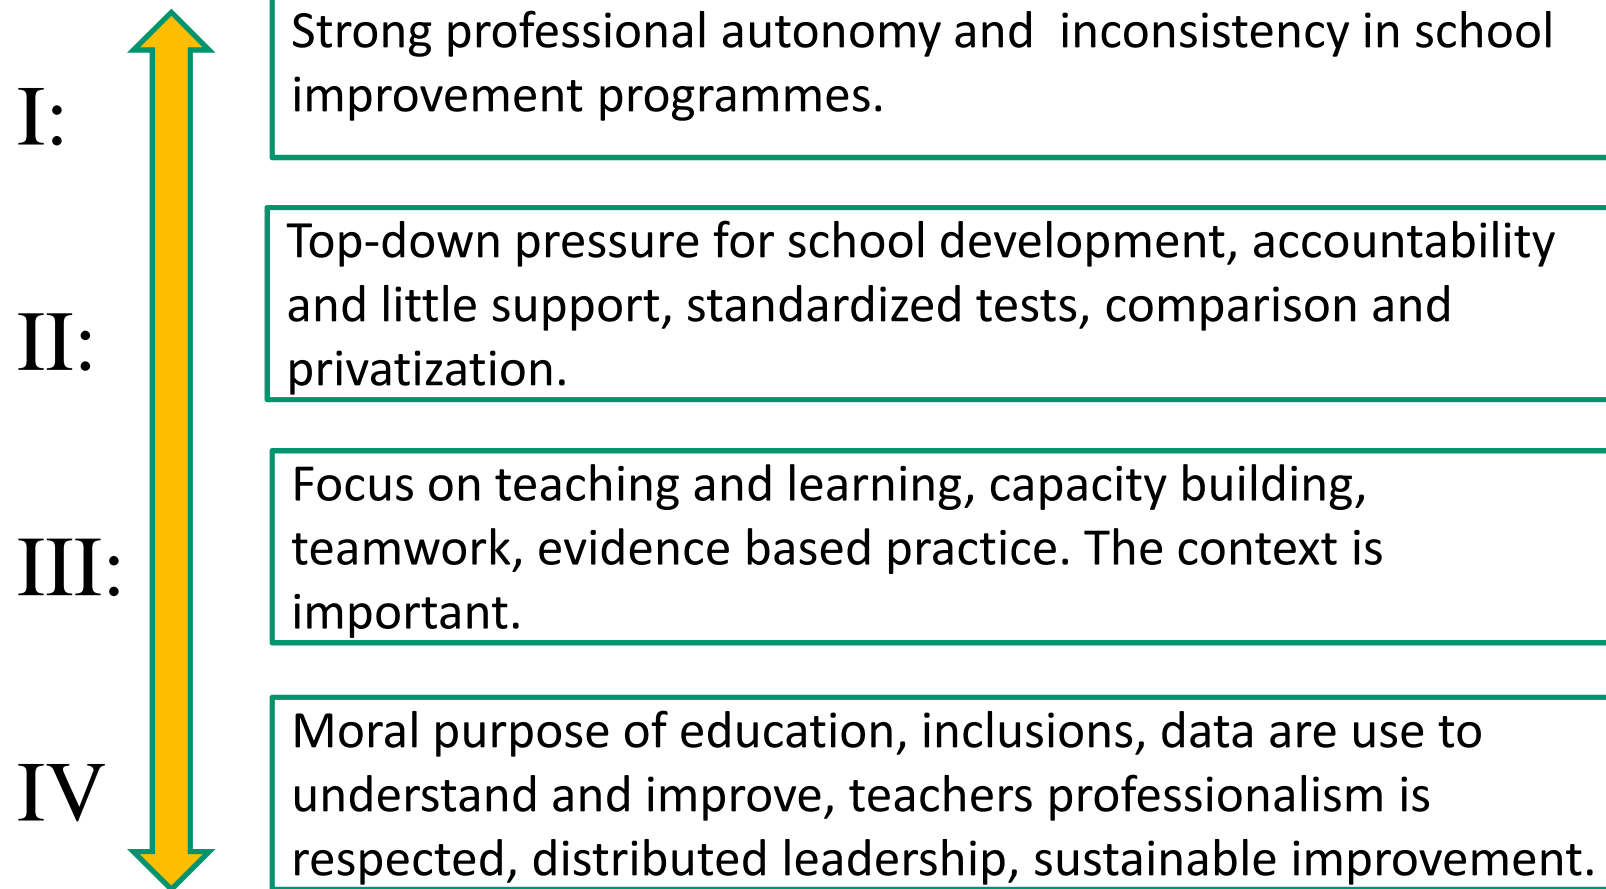 I:
Strong professional autonomy and  inconsistency in school
improvement programmes.
II:
Top-down pressure for school development, accountability
and little support, standardized tests, comparison and
privatization.
III:
Focus on teaching and learning, capacity building,
teamwork, evidence based practice. The context is
important.
IV
Moral purpose of education, inclusions, data are use to
understand and improve, teachers professionalism is
respected, distributed leadership, sustainable improvement.